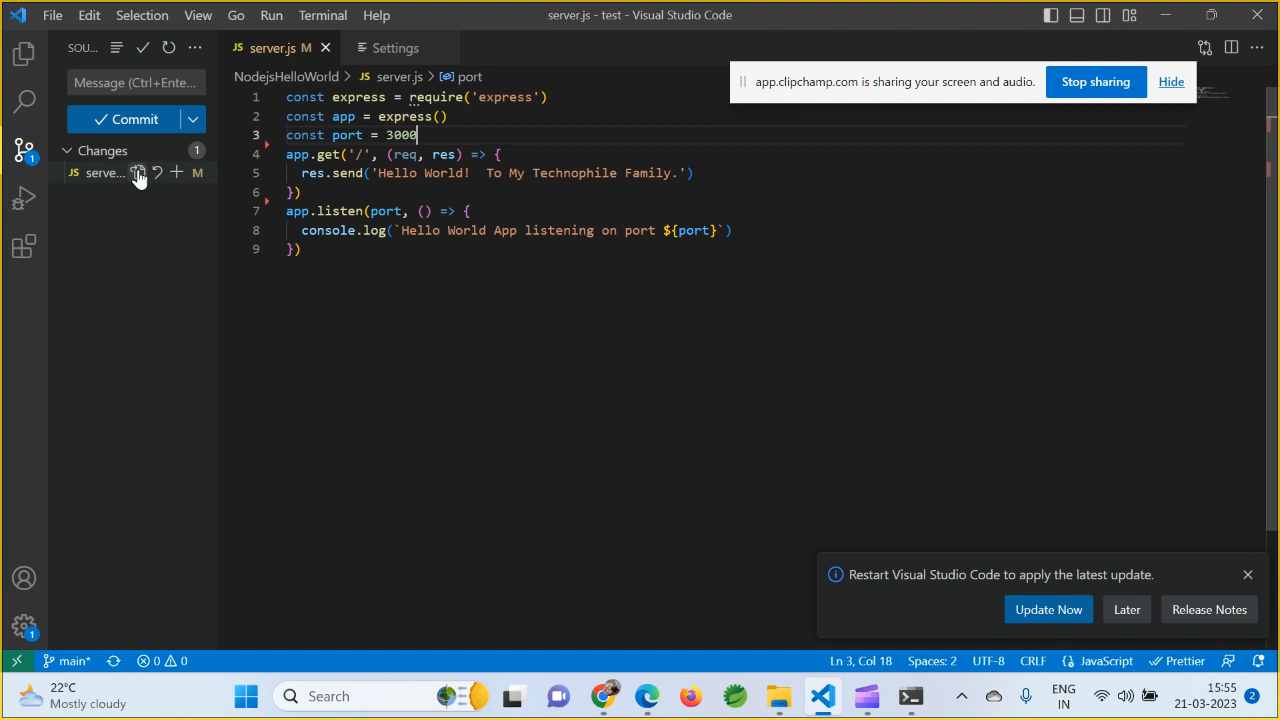 File Edit Selection View Go Run Terminal Help server.js - test - Visual Studio Code
SOU...
server.js M
Settings
app.clipchamp.com is sharing your screen and audio. Stop sharing Hide
Message (Ctrl+Ente...
Commit
Changes 1
JS serve... M
NodejsHelloWorld > JS server.js > port
1 const express = require('express')
2 const app = express()
3 const port = 3000
4 app.get('/', (req, res) => {
5 res.send('Hello World!  To My Technophile Family.')
6 })
7 app.listen(port, () => {
8 console.log(`Hello World App listening on port ${port}`)
9 })
1
1
Restart Visual Studio Code to apply the latest update.
Update Now Later Release Notes
main* 0 0 Ln 3, Col 18 Spaces: 2 UTF-8 CRLF {} JavaScript Prettier
22°C
Mostly cloudy
Search
ENG
IN
15:55
21-03-2023
2